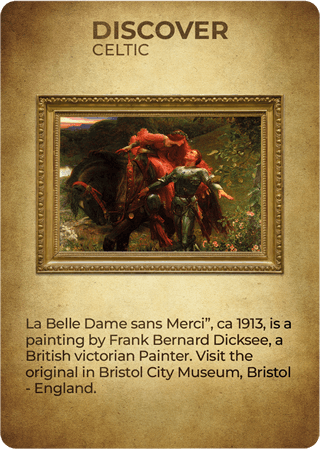 DISCOVER
CELTIC
La Belle Dame sans Merci”, ca 1913, is a
painting by Frank Bernard Dicksee, a
British victorian Painter. Visit the
original in Bristol City Museum, Bristol
- England.